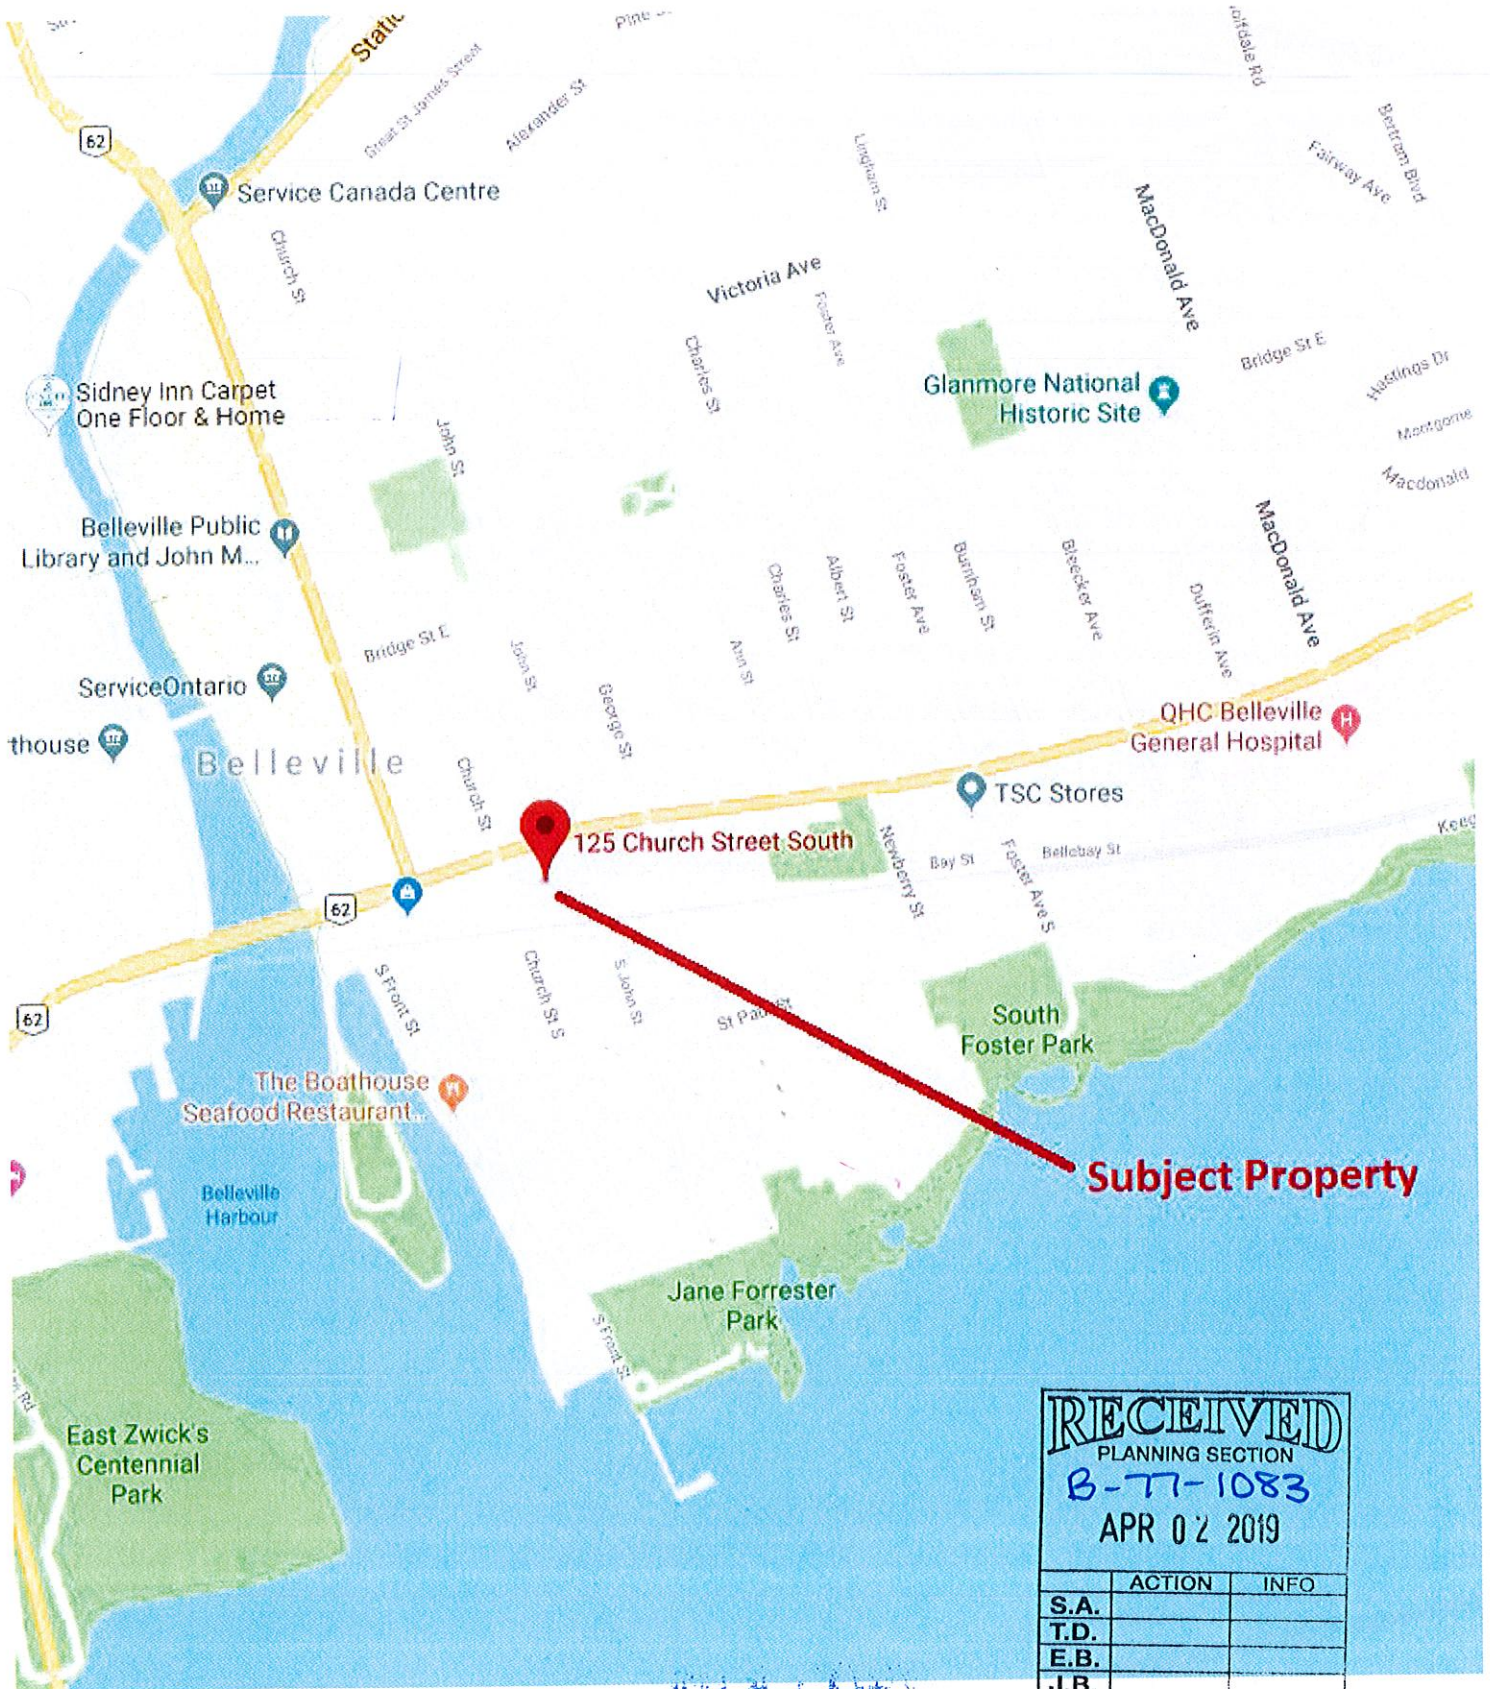 Great St James Street
Alexander St
62
Service Canada Centre
Church St
Lingham St
Bertram Blvd
Fairway Ave
MacDonald Ave
Victoria Ave
Foster Ave
Charles St
Bridge St E
Hastings Dr
Glanmore National
Historic Site
Macdonald
Sidney Inn Carpet
One Floor & Home
John St
Belleville Public
Library and John M...
Charles St
Albert St
Foster Ave
Burnham St
Bleecker Ave
MacDonald Ave
Dufferin Ave
Bridge St E
John St
Ann St
George St
ServiceOntario
thouse
Belleville
QHC Belleville
General Hospital
TSC Stores
Church St
125 Church Street South
Newberry St
Bay St
Foster Ave S
Bellebay St
62
S Front St
Church St S
S John St
62
South
Foster Park
The Boathouse
Seafood Restaurant...
Subject Property
Belleville
Harbour
Jane Forrester
Park
S Front St
East Zwick's
Centennial
Park
RECEIVED
PLANNING SECTION
B-77-1083
APR 02 2019
ACTION INFO
S.A.
T.D.
E.B.